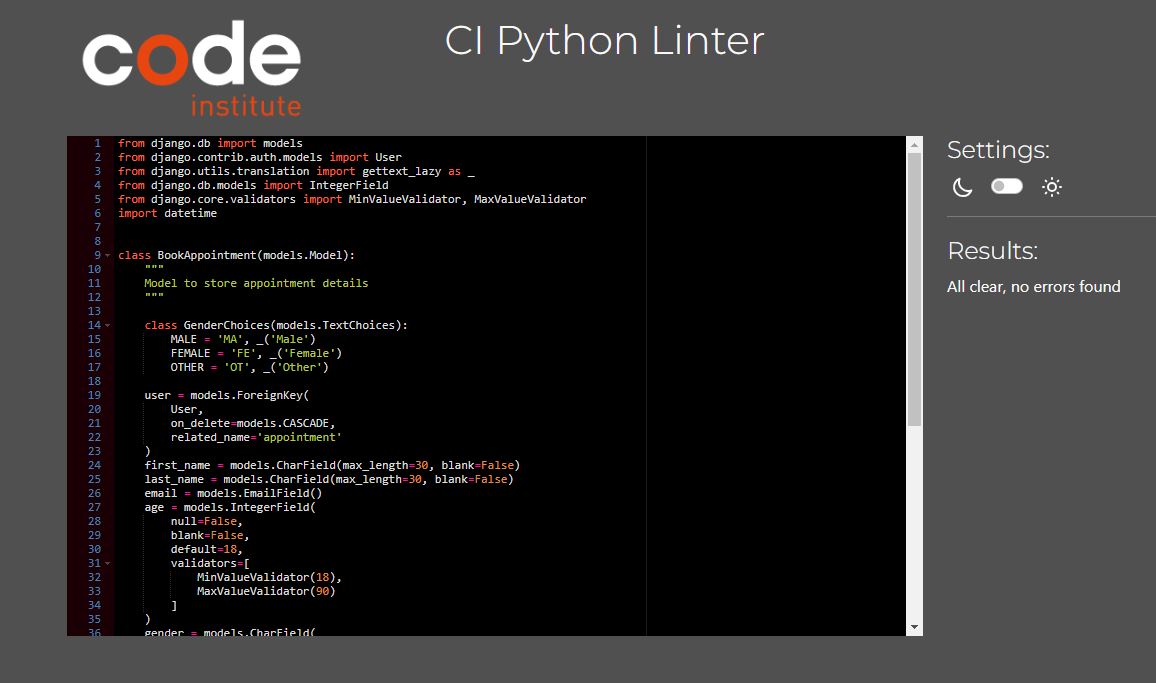 code
institute
CI Python Linter
1 from django.db import models
2 from django.contrib.auth.models import User
3 from django.utils.translation import gettext_lazy as _
4 from django.db.models import IntegerField
5 from django.core.validators import MinValueValidator, MaxValueValidator
6 import datetime
7
8
9 class BookAppointment(models.Model):
10     """
11     Model to store appointment details
12     """
13
14     class GenderChoices(models.TextChoices):
15         MALE = 'MA', _('Male')
16         FEMALE = 'FE', _('Female')
17         OTHER = 'OT', _('Other')
18
19     user = models.ForeignKey(
20         User,
21         on_delete=models.CASCADE,
22         related_name='appointment'
23     )
24     first_name = models.CharField(max_length=30, blank=False)
25     last_name = models.CharField(max_length=30, blank=False)
26     email = models.EmailField()
27     age = models.IntegerField(
28         null=False,
29         blank=False,
30         default=18,
31         validators=[
32             MinValueValidator(18),
33             MaxValueValidator(90)
34         ]
35     )
36     gender = models.CharField(
Settings:
Results:
All clear, no errors found